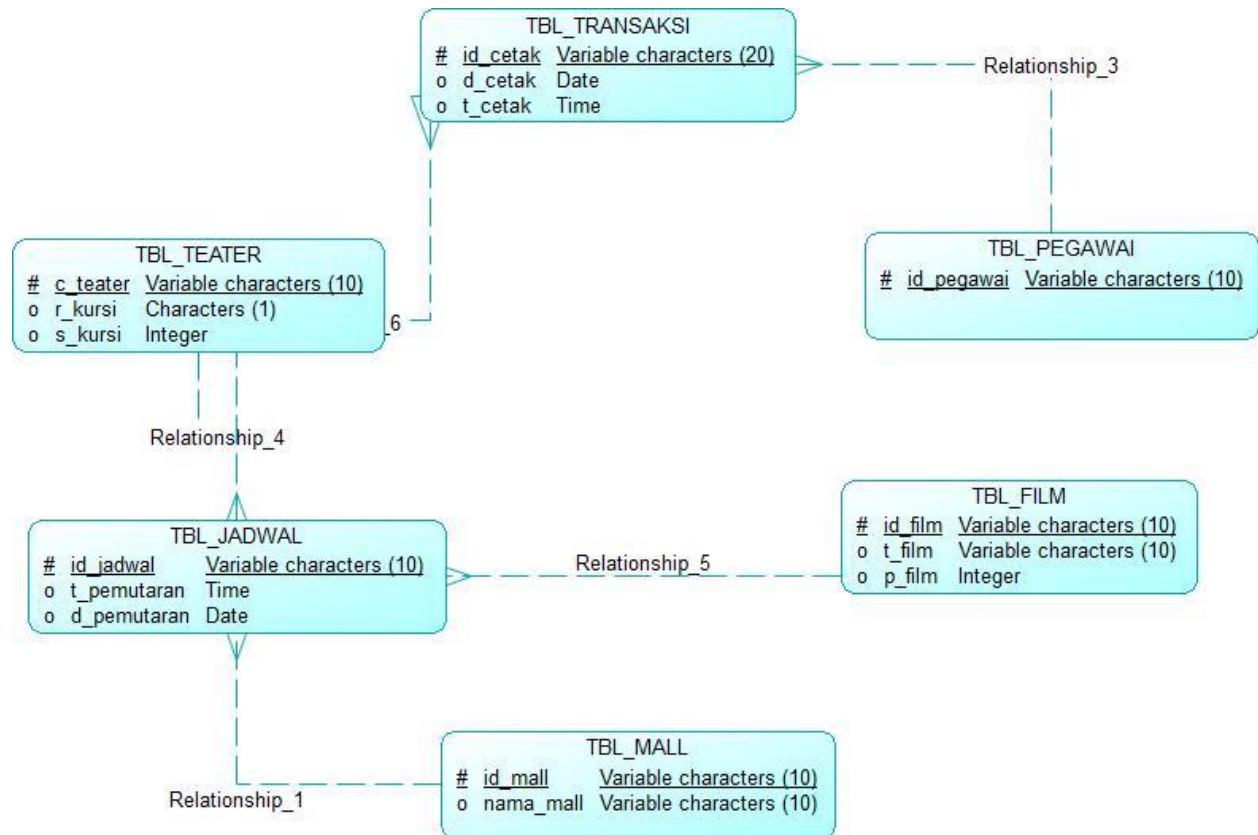 TBL_TRANSAKSI
# id_cetak Variable characters (20)
o d_cetak Date
o t_cetak Time
Relationship_3
TBL_TEATER
# c_teater Variable characters (10)
o r_kursi Characters (1)
o s_kursi Integer
_6
TBL_PEGAWAI
# id_pegawai Variable characters (10)
Relationship_4
TBL_JADWAL
# id_jadwal Variable characters (10)
o t_pemutaran Time
o d_pemutaran Date
Relationship_5
TBL_FILM
# id_film Variable characters (10)
o t_film Variable characters (10)
o p_film Integer
Relationship_1
TBL_MALL
# id_mall Variable characters (10)
o nama_mall Variable characters (10)